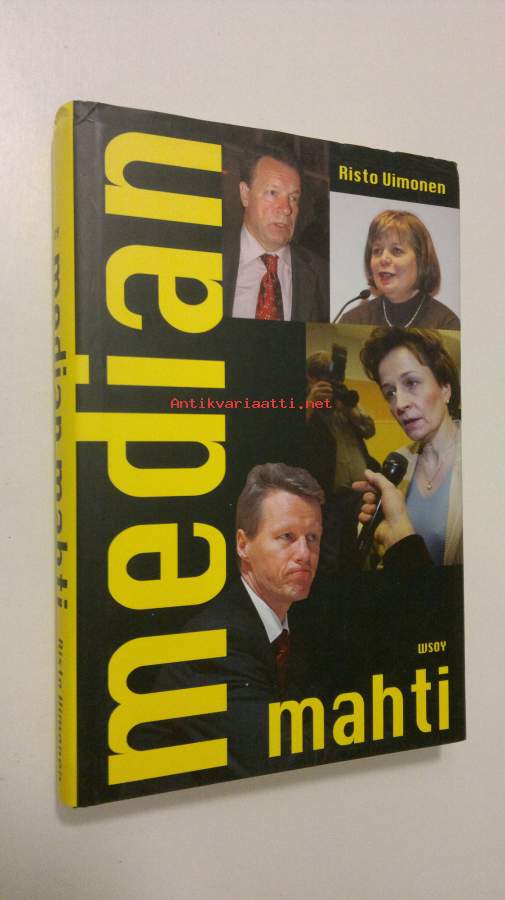 Risto Uimonen
median
Antikvariaatti.net
WSOY
mahti
median mahti
Risto Uimonen